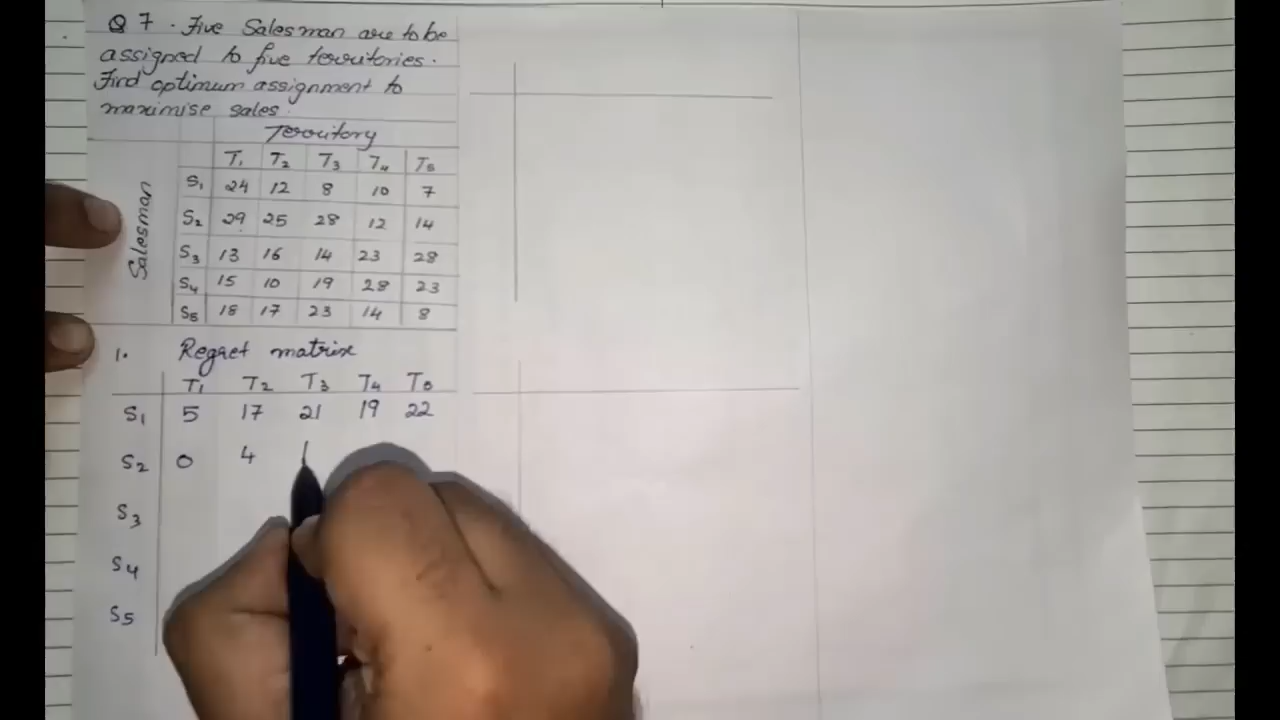 Q 7. Five Salesman are to be
assigned to five territories.
Find optimum assignment to
maximise sales.
Territory
T1 T2 T3 T4 T5
Salesman
S1 24 12 8 10 7
S2 29 25 28 12 14
S3 13 16 14 23 28
S4 15 10 19 28 23
S5 18 17 23 14 8
1. Regret matrix
T1 T2 T3 T4 T5
S1 5 17 21 19 22
S2 0 4 1
S3
S4
S5